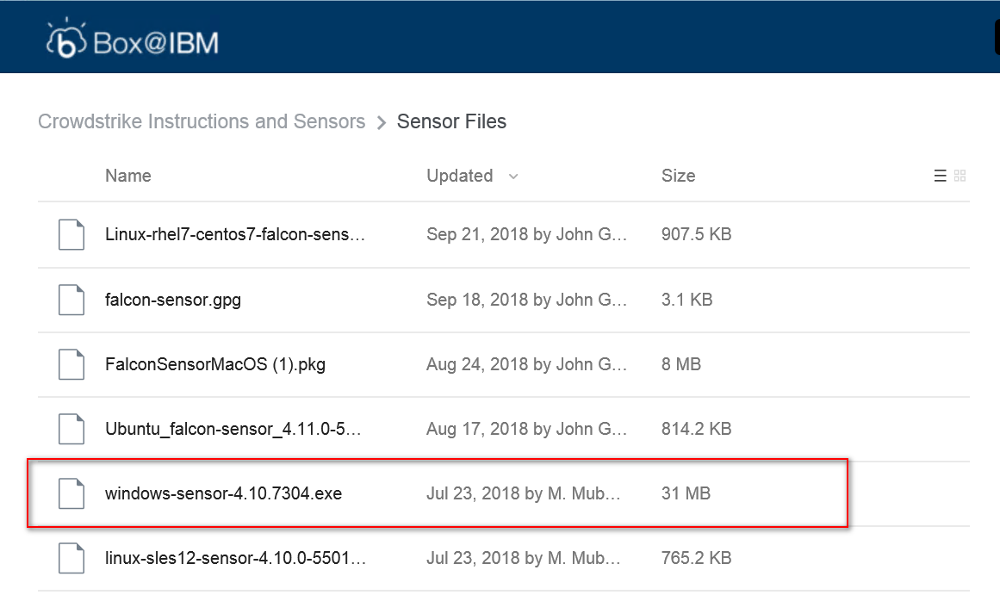 Box@IBM
Crowdstrike Instructions and Sensors > Sensor Files
Name Updated Size
Linux-rhel7-centos7-falcon-sens... Sep 21, 2018 by John G... 907.5 KB
falcon-sensor.gpg Sep 18, 2018 by John G... 3.1 KB
FalconSensorMacOS (1).pkg Aug 24, 2018 by John G... 8 MB
Ubuntu_falcon-sensor_4.11.0-5... Aug 17, 2018 by John G... 814.2 KB
windows-sensor-4.10.7304.exe Jul 23, 2018 by M. Mub... 31 MB
linux-sles12-sensor-4.10.0-5501... Jul 23, 2018 by M. Mub... 765.2 KB